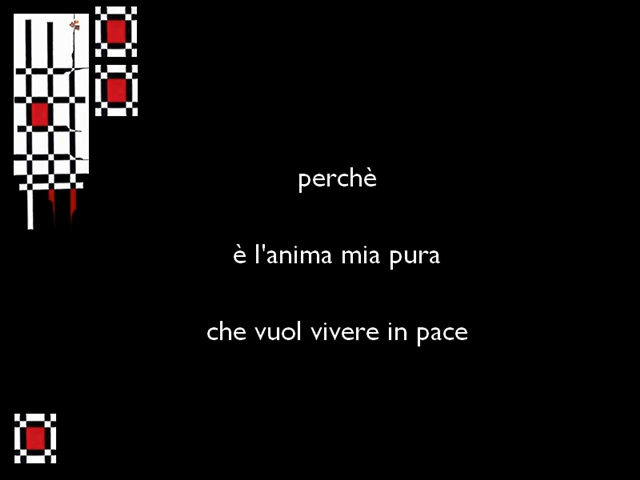 perchè
è l'anima mia pura
che vuol vivere in pace